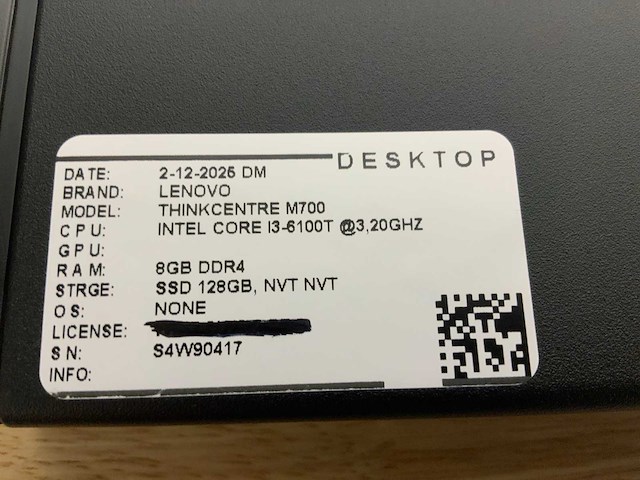 DESKTOP
DATE: 2-12-2026 DM
BRAND: LENOVO
MODEL: THINKCENTRE M700
CPU: INTEL CORE I3-6100T @3,20GHZ
GPU:
RAM: 8GB DDR4
STRGE: SSD 128GB, NVT NVT
OS: NONE
LICENSE:
SN: S4W90417
INFO: